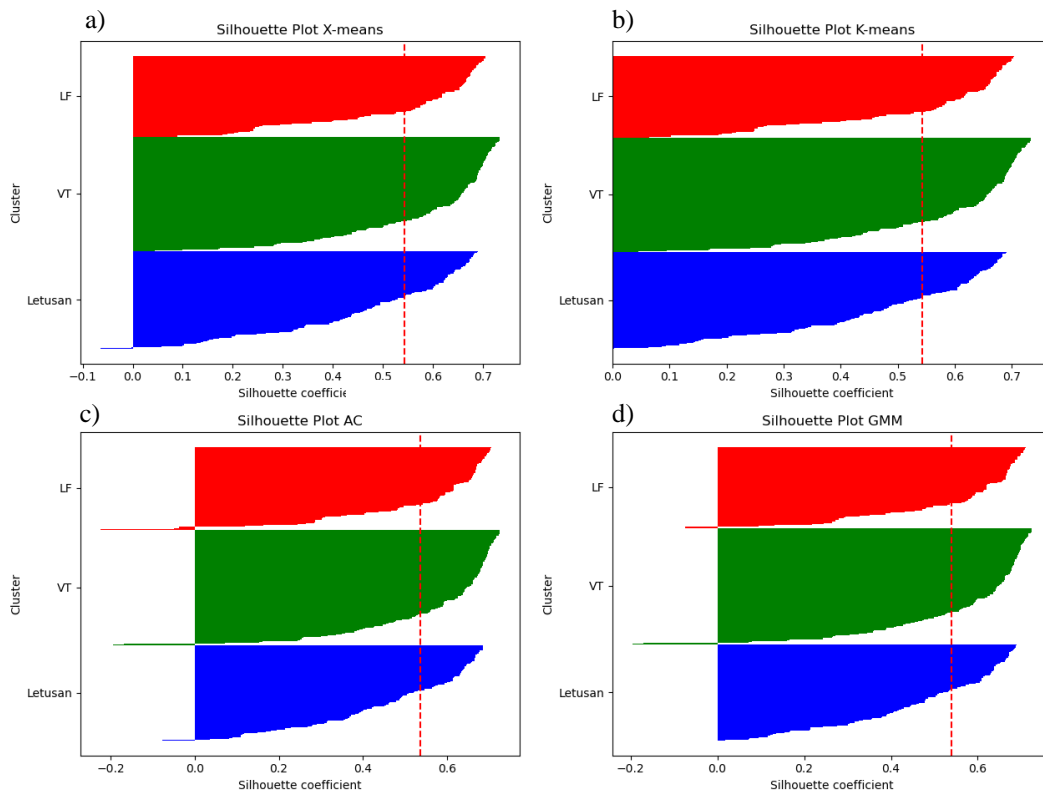 a)
Silhouette Plot X-means
LF
VT
Letusan
Cluster
−0.1 0.0 0.1 0.2 0.3 0.4 0.5 0.6 0.7
Silhouette coefficie
b)
Silhouette Plot K-means
LF
VT
Letusan
Cluster
0.0 0.1 0.2 0.3 0.4 0.5 0.6 0.7
Silhouette coefficient
c)
Silhouette Plot AC
LF
VT
Letusan
Cluster
−0.2 0.0 0.2 0.4 0.6
Silhouette coefficient
d)
Silhouette Plot GMM
LF
VT
Letusan
Cluster
−0.2 0.0 0.2 0.4 0.6
Silhouette coefficient